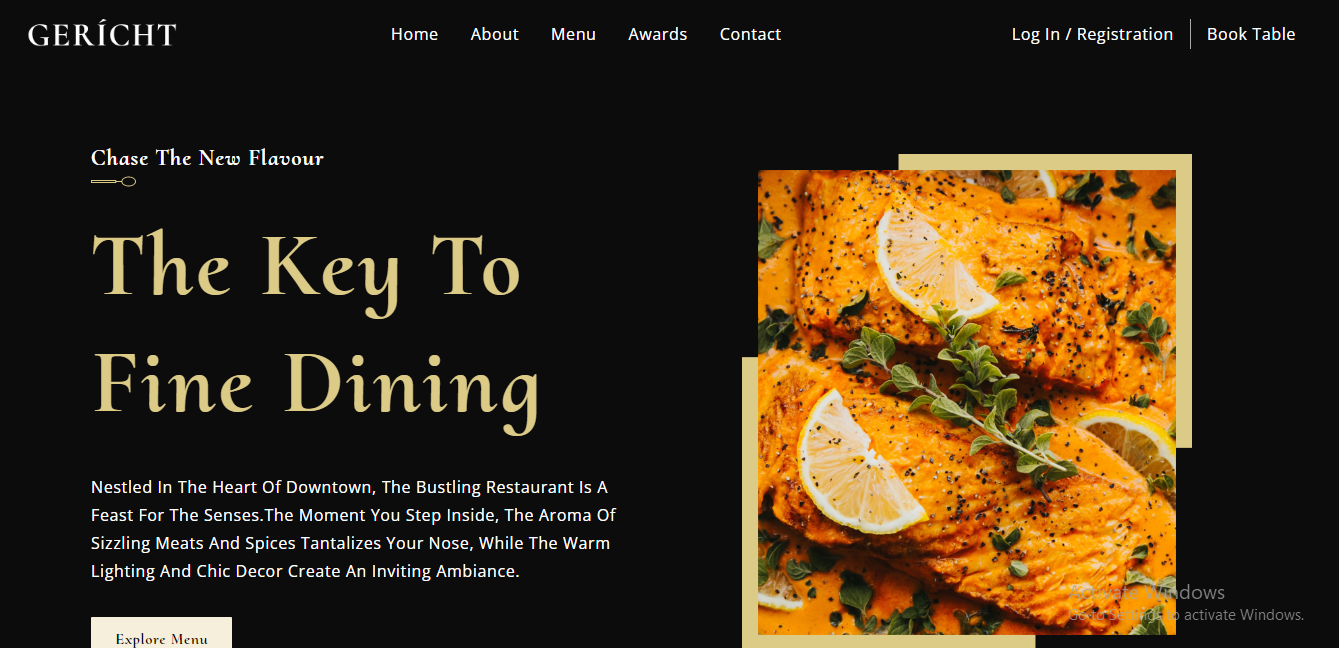 GERÍCHT
Home About Menu Awards Contact
Log In / Registration Book Table
Chase The New Flavour
The Key To
Fine Dining
Nestled In The Heart Of Downtown, The Bustling Restaurant Is A
Feast For The Senses.The Moment You Step Inside, The Aroma Of
Sizzling Meats And Spices Tantalizes Your Nose, While The Warm
Lighting And Chic Decor Create An Inviting Ambiance.
Explore Menu
Activate Windows
Go to Settings to activate Windows.